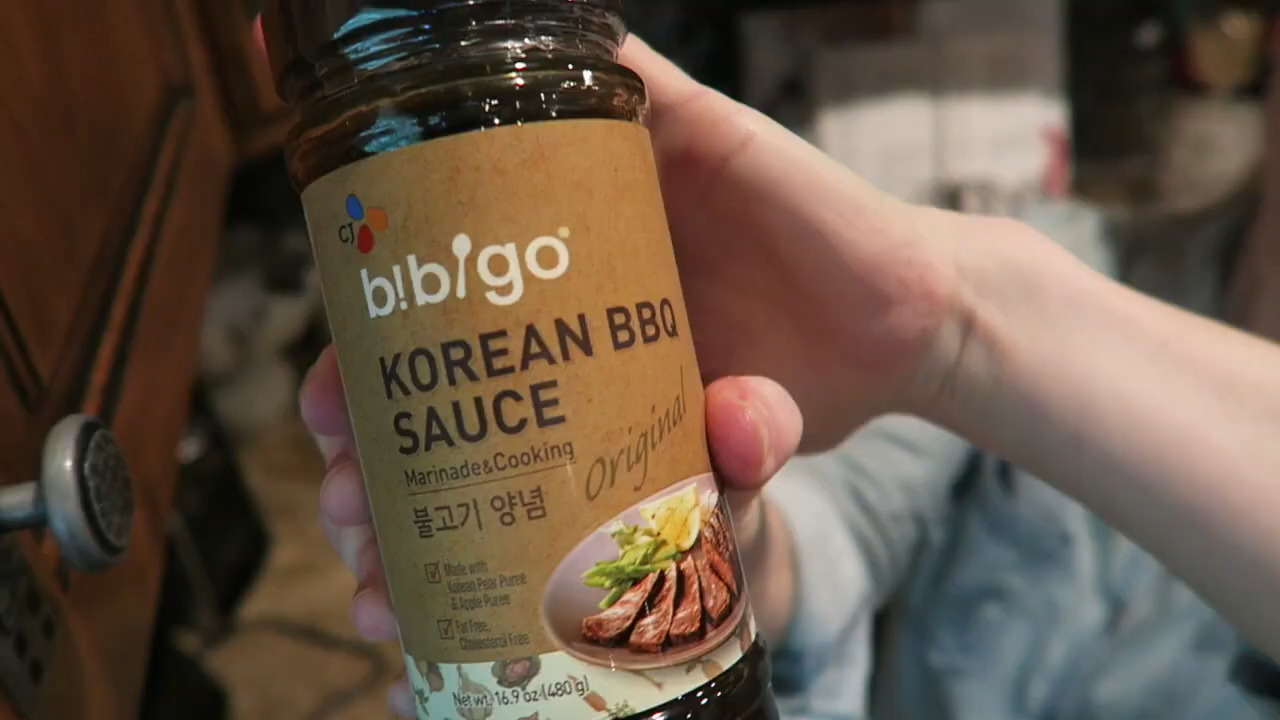 CJ
bibigo
KOREAN BBQ
SAUCE
Original
Marinade&Cooking
불고기 양념
Made with
Korean Pear Puree
& Apple Puree
Fat Free,
Cholesterol Free
Net wt. 16.9 oz (480 g)